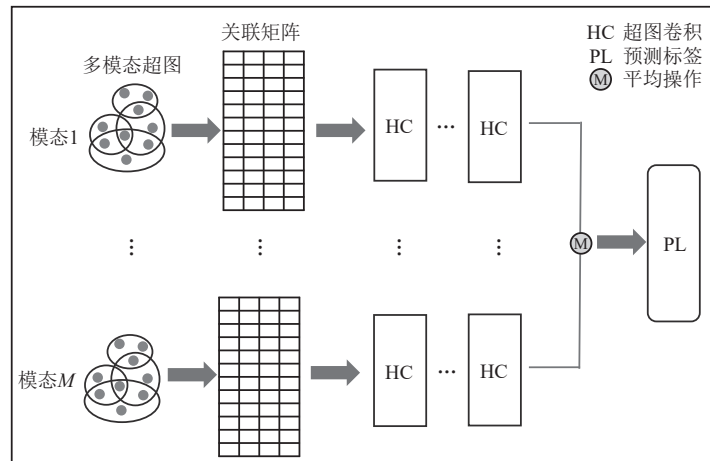 关联矩阵
多模态超图
HC 超图卷积
PL 预测标签
M 平均操作
模态1
HC
···
HC
M
PL
模态M
HC
···
HC